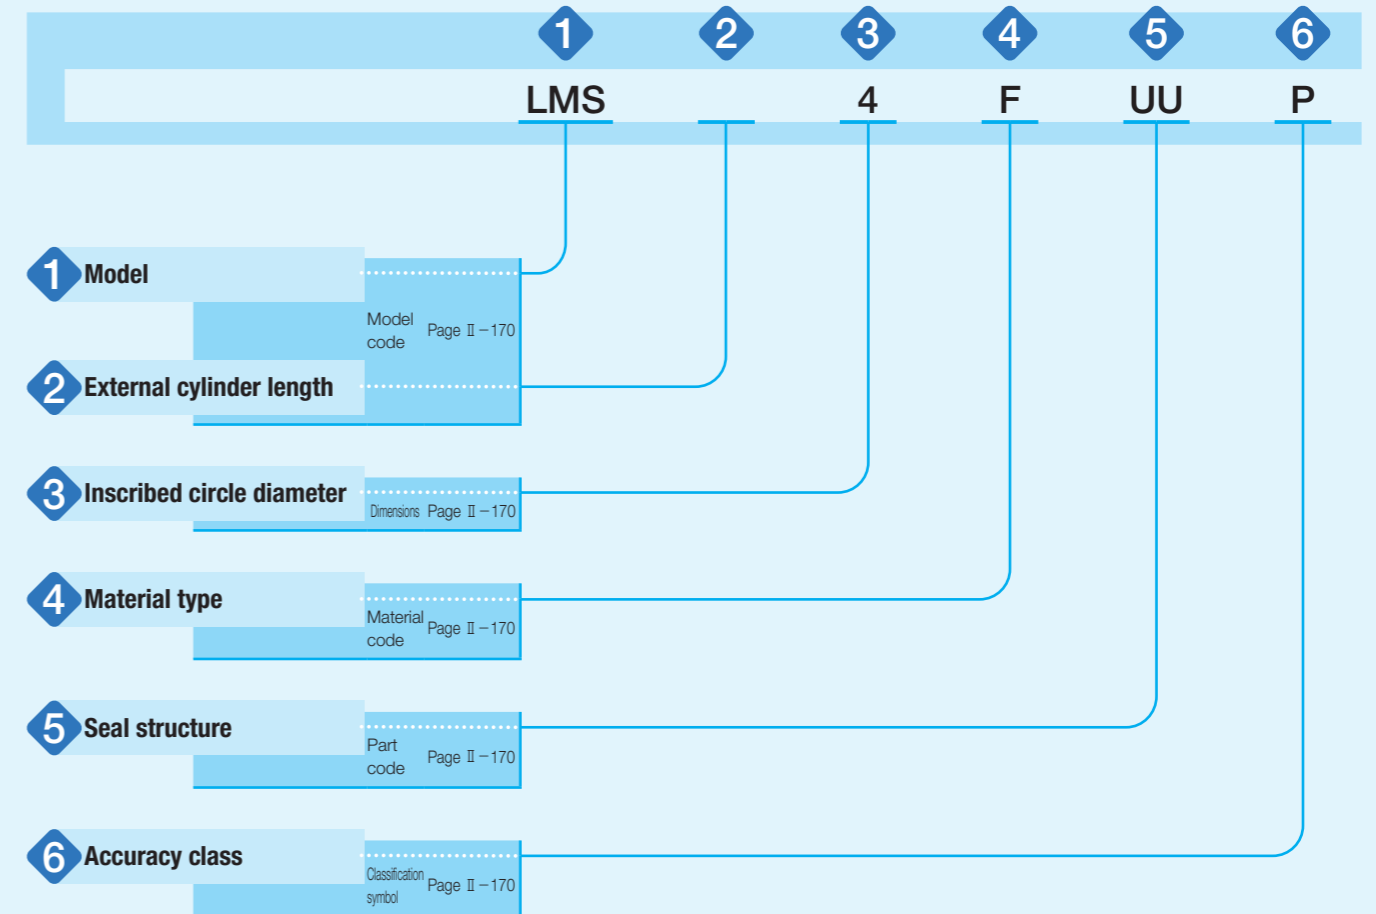 1 2 3 4 5 6
LMS 4 F UU P
1 Model
Model code Page Ⅱ－170
2 External cylinder length
3 Inscribed circle diameter
Dimensions Page Ⅱ－170
4 Material type
Material code Page Ⅱ－170
5 Seal structure
Part code Page Ⅱ－170
6 Accuracy class
Classification symbol Page Ⅱ－170